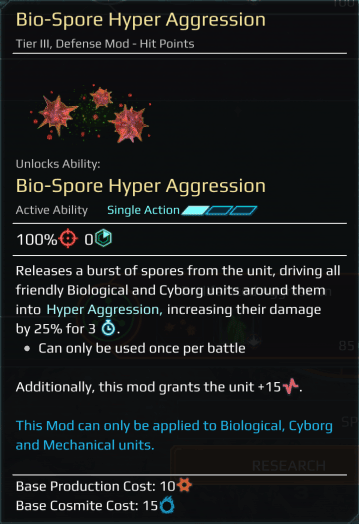 Bio-Spore Hyper Aggression
Tier III, Defense Mod - Hit Points
Unlocks Ability:
Bio-Spore Hyper Aggression
Active Ability Single Action
100% 0
Releases a burst of spores from the unit, driving all
friendly Biological and Cyborg units around them
into Hyper Aggression, increasing their damage
by 25% for 3 .
• Can only be used once per battle
Additionally, this mod grants the unit +15 .
This Mod can only be applied to Biological, Cyborg
and Mechanical units.
RESEARCH
Base Production Cost: 10
Base Cosmite Cost: 15